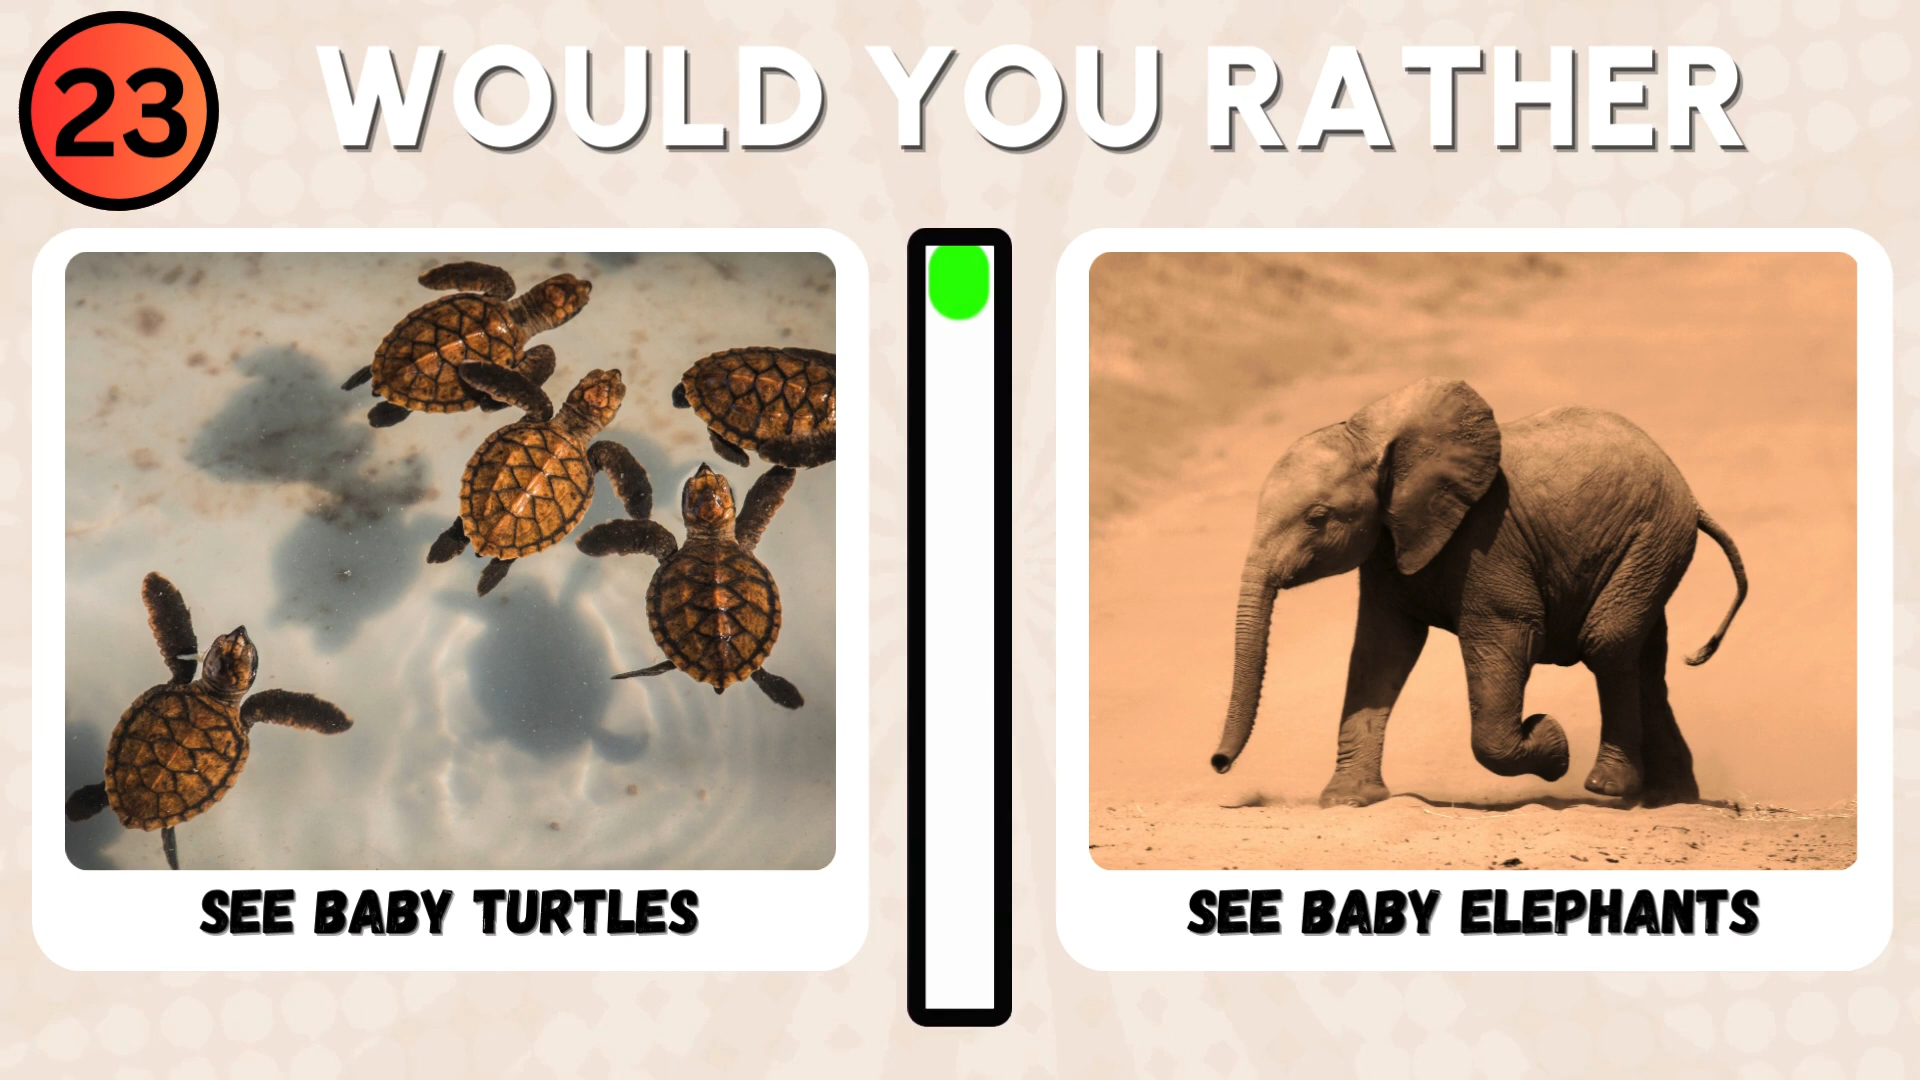 23
WOULD YOU RATHER
SEE BABY TURTLES
SEE BABY ELEPHANTS